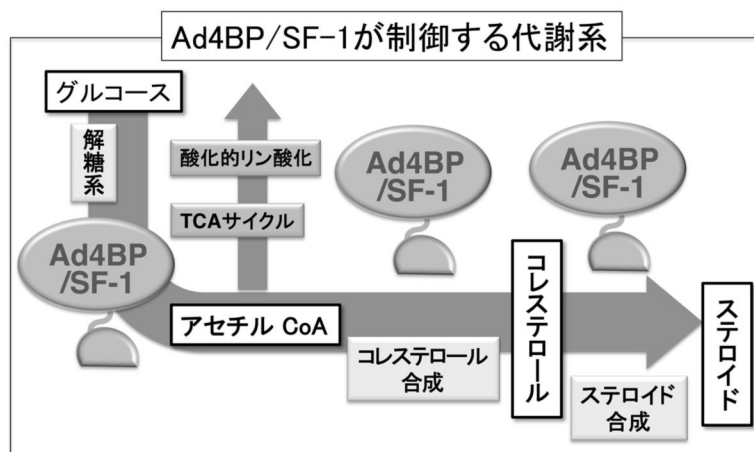 Ad4BP/SF-1が制御する代謝系
グルコース
解糖系
酸化的リン酸化
TCAサイクル
Ad4BP
/SF-1
Ad4BP
/SF-1
Ad4BP
/SF-1
アセチル CoA
コレステロール
合成
コレステロール
ステロイド
合成
ステロイド